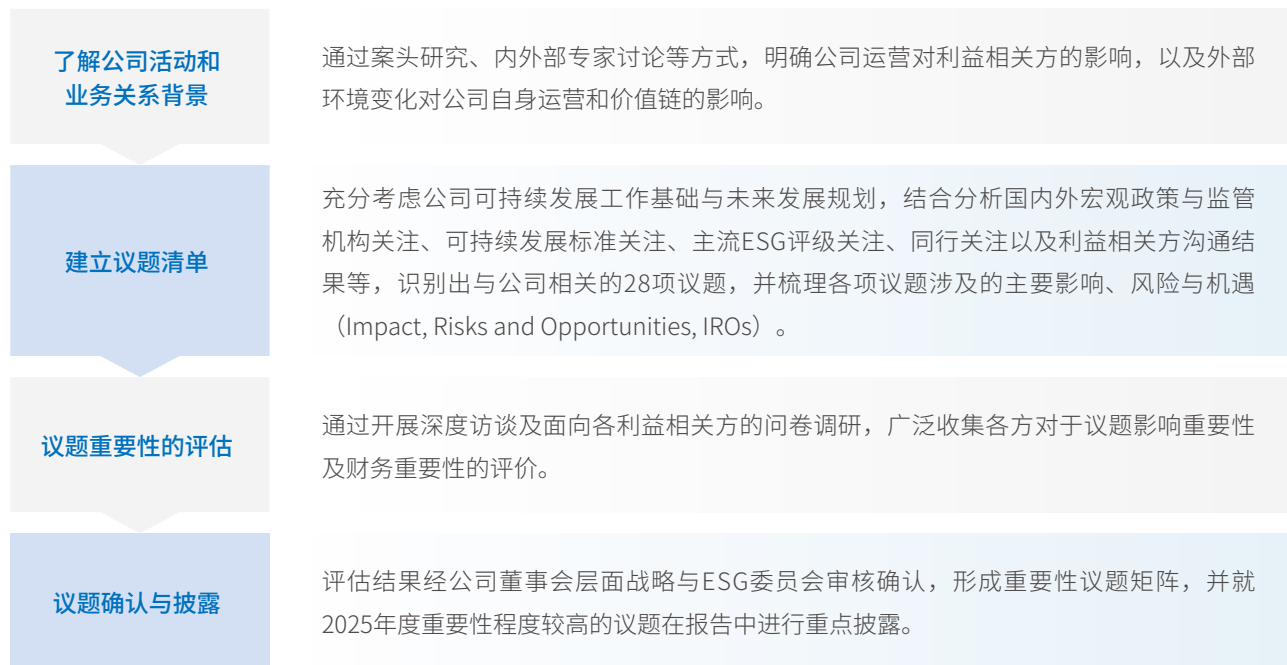 了解公司活动和
业务关系背景
通过案头研究、内外部专家讨论等方式，明确公司运营对利益相关方的影响，以及外部
环境变化对公司自身运营和价值链的影响。
建立议题清单
充分考虑公司可持续发展工作基础与未来发展规划，结合分析国内外宏观政策与监管
机构关注、可持续发展标准关注、主流ESG评级关注、同行关注以及利益相关方沟通结
果等，识别出与公司相关的28项议题，并梳理各项议题涉及的主要影响、风险与机遇
（Impact, Risks and Opportunities, IROs）。
议题重要性的评估
通过开展深度访谈及面向各利益相关方的问卷调研，广泛收集各方对于议题影响重要性
及财务重要性的评价。
议题确认与披露
评估结果经公司董事会层面战略与ESG委员会审核确认，形成重要性议题矩阵，并就
2025年度重要性程度较高的议题在报告中进行重点披露。